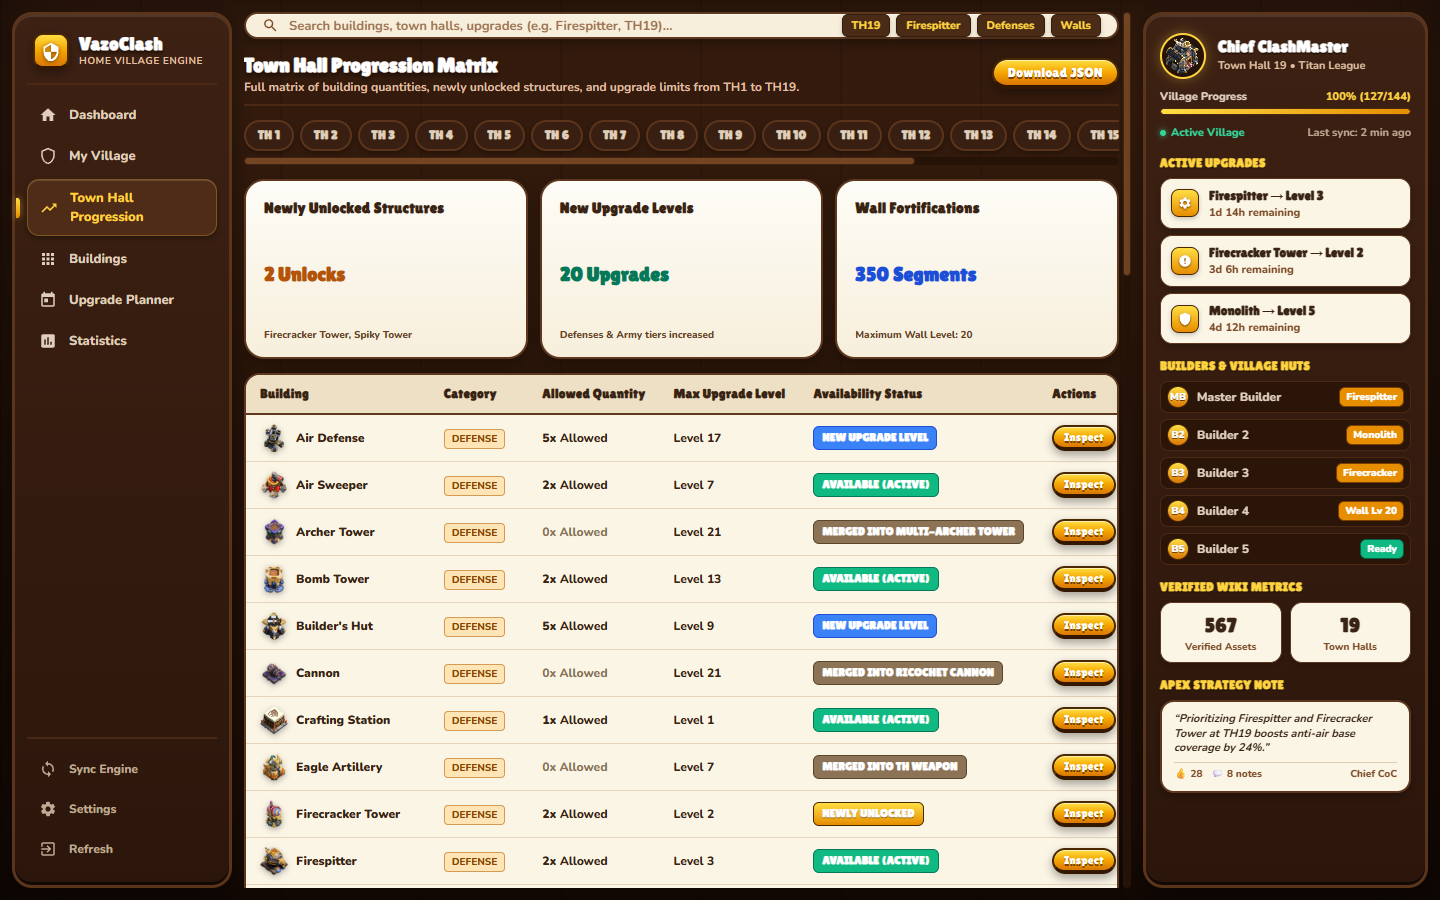 VazoClash
HOME VILLAGE ENGINE
Dashboard
My Village
Town Hall
Progression
Buildings
Upgrade Planner
Statistics
Sync Engine
Settings
Refresh
Search buildings, town halls, upgrades (e.g. Firespitter, TH19)...
TH19
Firespitter
Defenses
Walls
Town Hall Progression Matrix
Full matrix of building quantities, newly unlocked structures, and upgrade limits from TH1 to TH19.
Download JSON
TH 1
TH 2
TH 3
TH 4
TH 5
TH 6
TH 7
TH 8
TH 9
TH 10
TH 11
TH 12
TH 13
TH 14
TH 15
Newly Unlocked Structures
2 Unlocks
Firecracker Tower, Spiky Tower
New Upgrade Levels
20 Upgrades
Defenses & Army tiers increased
Wall Fortifications
350 Segments
Maximum Wall Level: 20
Building Category Allowed Quantity Max Upgrade Level Availability Status Actions
Air Defense DEFENSE 5x Allowed Level 17 NEW UPGRADE LEVEL Inspect
Air Sweeper DEFENSE 2x Allowed Level 7 AVAILABLE (ACTIVE) Inspect
Archer Tower DEFENSE 0x Allowed Level 21 MERGED INTO MULTI-ARCHER TOWER Inspect
Bomb Tower DEFENSE 2x Allowed Level 13 AVAILABLE (ACTIVE) Inspect
Builder's Hut DEFENSE 5x Allowed Level 9 NEW UPGRADE LEVEL Inspect
Cannon DEFENSE 0x Allowed Level 21 MERGED INTO RICOCHET CANNON Inspect
Crafting Station DEFENSE 1x Allowed Level 1 AVAILABLE (ACTIVE) Inspect
Eagle Artillery DEFENSE 0x Allowed Level 7 MERGED INTO TH WEAPON Inspect
Firecracker Tower DEFENSE 2x Allowed Level 2 NEWLY UNLOCKED Inspect
Firespitter DEFENSE 2x Allowed Level 3 AVAILABLE (ACTIVE) Inspect
Chief ClashMaster
Town Hall 19 • Titan League
Village Progress 100% (127/144)
Active Village Last sync: 2 min ago
ACTIVE UPGRADES
Firespitter → Level 3
1d 14h remaining
Firecracker Tower → Level 2
3d 6h remaining
Monolith → Level 5
4d 12h remaining
BUILDERS & VILLAGE HUTS
MB Master Builder Firespitter
B2 Builder 2 Monolith
B3 Builder 3 Firecracker
B4 Builder 4 Wall Lv 20
B5 Builder 5 Ready
VERIFIED WIKI METRICS
567
Verified Assets
19
Town Halls
APEX STRATEGY NOTE
“Prioritizing Firespitter and Firecracker
Tower at TH19 boosts anti-air base
coverage by 24%.”
👍 28 💬 8 notes Chief CoC